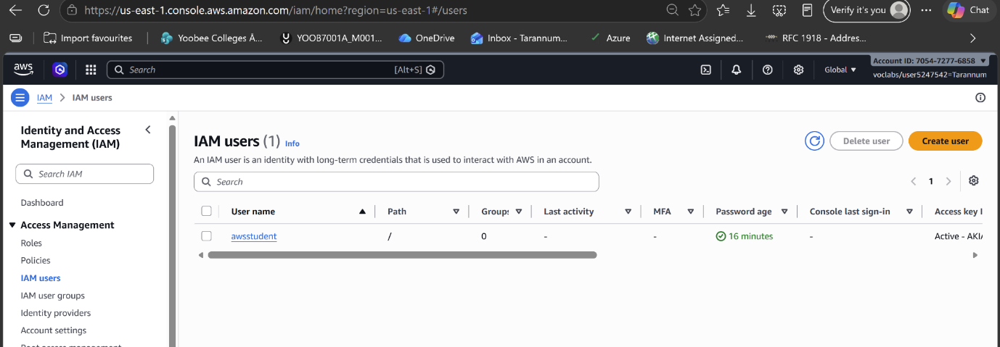 https://us-east-1.console.aws.amazon.com/iam/home?region=us-east-1#/users
Verify it's you
Chat
Import favourites
Yoobee Colleges Ā...
YOOB7001A_M001...
OneDrive
Inbox - Tarannum...
Azure
Internet Assigned...
RFC 1918 - Addres...
aws
Search
[Alt+S]
Global
Account ID: 7054-7277-6858
voclabs/user5247542=Tarannum
IAM > IAM users
Identity and Access
Management (IAM)
Search IAM
Dashboard
Access Management
Roles
Policies
IAM users
IAM user groups
Identity providers
Account settings
Root access management
IAM users (1) Info
Delete user
Create user
An IAM user is an identity with long-term credentials that is used to interact with AWS in an account.
Search
1
User name
Path
Groups
Last activity
MFA
Password age
Console last sign-in
Access key I
awsstudent
/
0
-
-
16 minutes
-
Active - AKIA